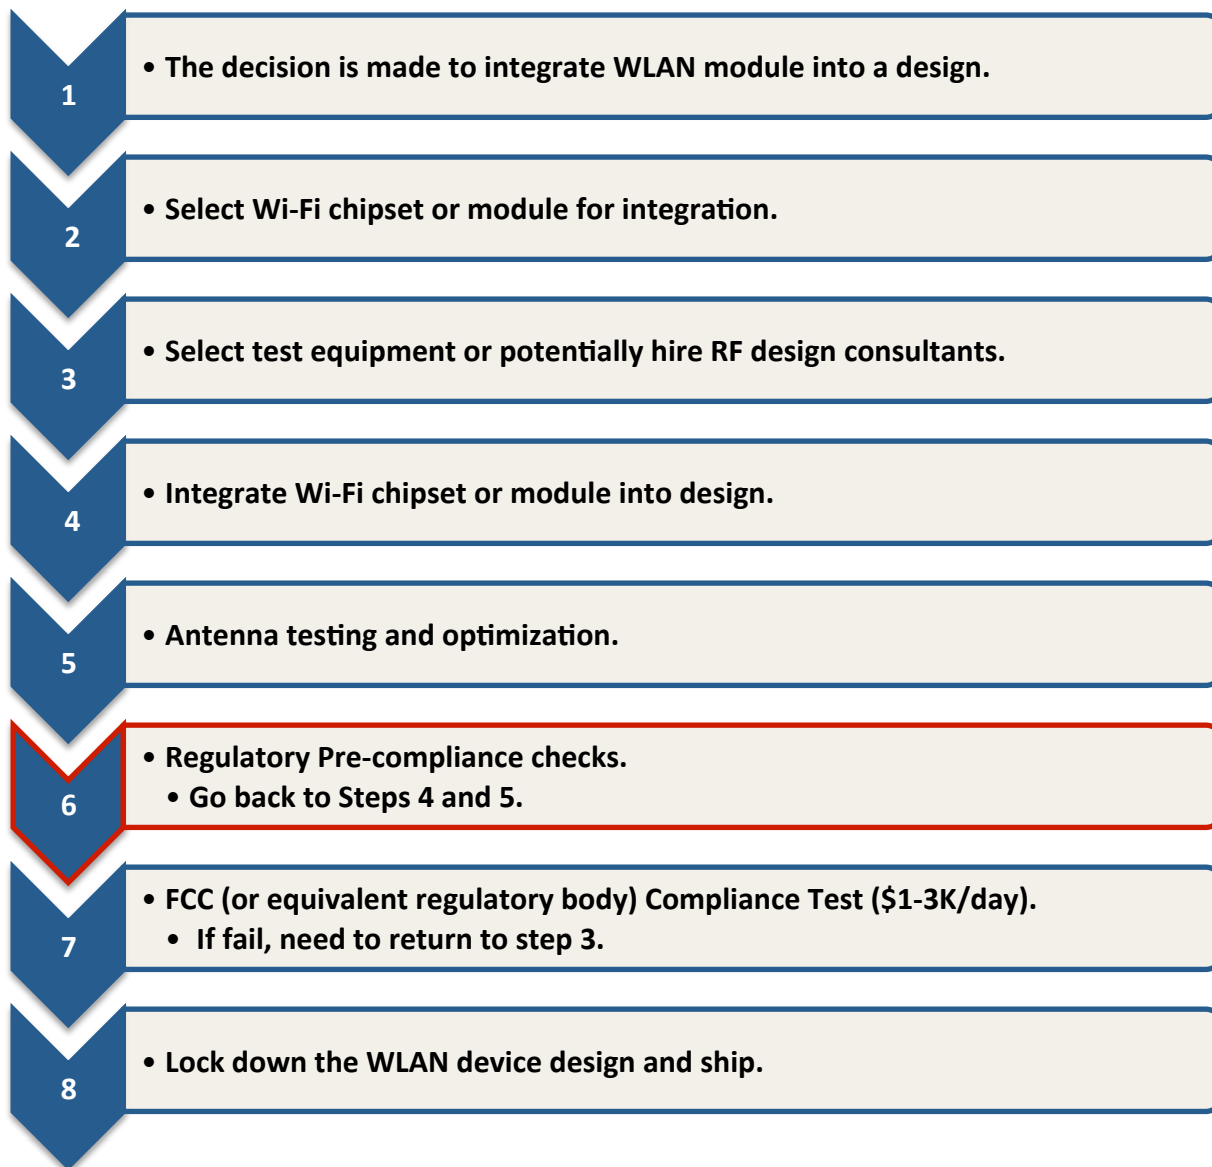 1
• The decision is made to integrate WLAN module into a design.
2
• Select Wi-Fi chipset or module for integration.
3
• Select test equipment or potentially hire RF design consultants.
4
• Integrate Wi-Fi chipset or module into design.
5
• Antenna testing and optimization.
6
• Regulatory Pre-compliance checks.
• Go back to Steps 4 and 5.
7
• FCC (or equivalent regulatory body) Compliance Test ($1-3K/day).
• If fail, need to return to step 3.
8
• Lock down the WLAN device design and ship.